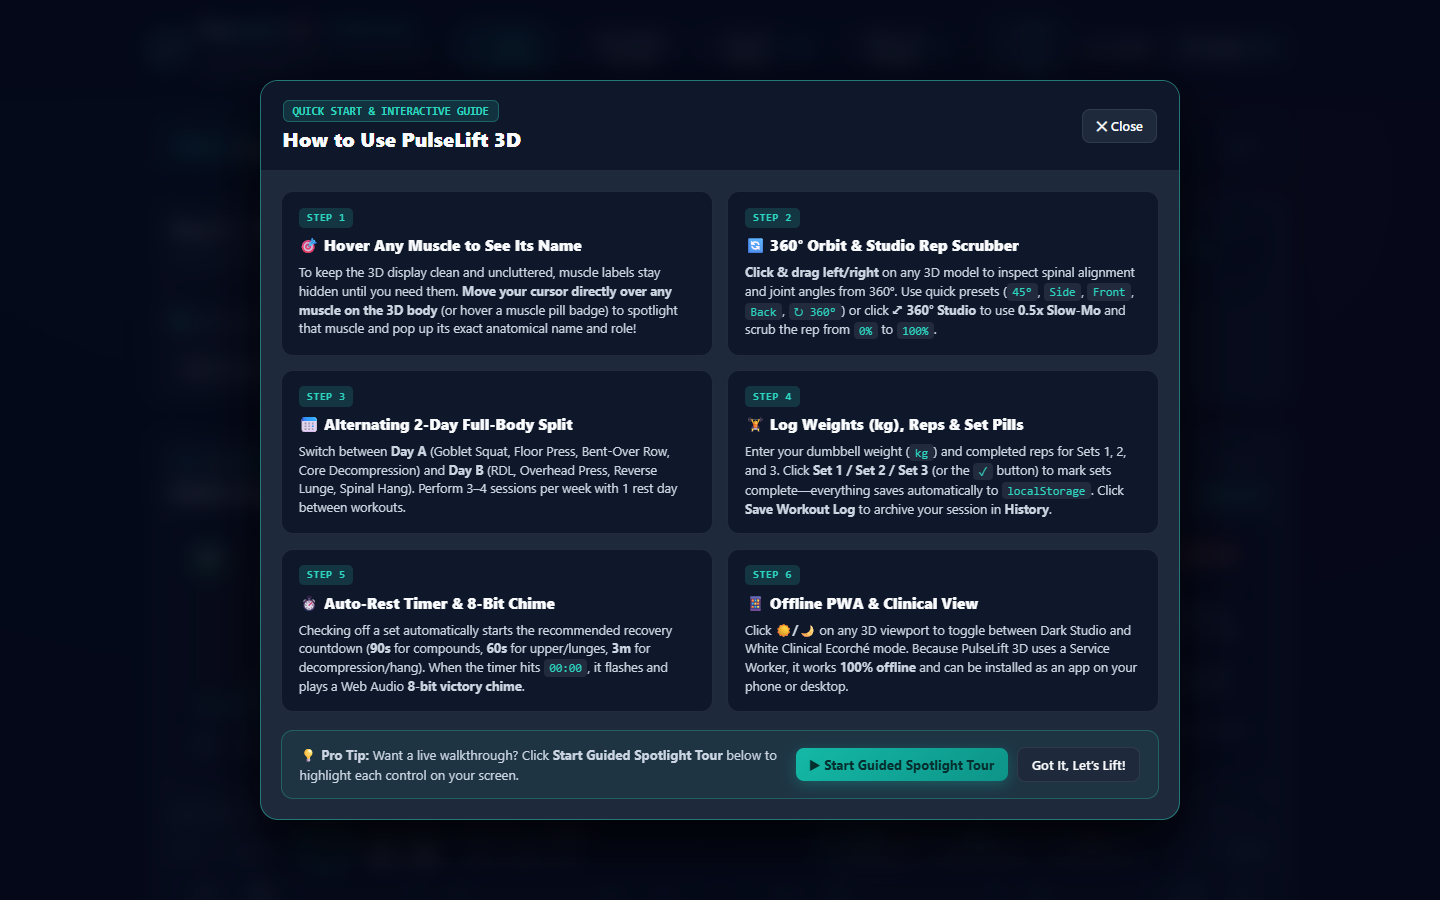 QUICK START & INTERACTIVE GUIDE
How to Use PulseLift 3D
✕ Close
STEP 1
🎯 Hover Any Muscle to See Its Name
To keep the 3D display clean and uncluttered, muscle labels stay
hidden until you need them. Move your cursor directly over any
muscle on the 3D body (or hover a muscle pill badge) to spotlight
that muscle and pop up its exact anatomical name and role!
STEP 2
🔄 360° Orbit & Studio Rep Scrubber
Click & drag left/right on any 3D model to inspect spinal alignment
and joint angles from 360°. Use quick presets ( 45° , Side , Front ,
Back , ↻ 360° ) or click ⤢ 360° Studio to use 0.5x Slow-Mo and
scrub the rep from 0% to 100% .
STEP 3
📅 Alternating 2-Day Full-Body Split
Switch between Day A (Goblet Squat, Floor Press, Bent-Over Row,
Core Decompression) and Day B (RDL, Overhead Press, Reverse
Lunge, Spinal Hang). Perform 3–4 sessions per week with 1 rest day
between workouts.
STEP 4
🏋️ Log Weights (kg), Reps & Set Pills
Enter your dumbbell weight ( kg ) and completed reps for Sets 1, 2,
and 3. Click Set 1 / Set 2 / Set 3 (or the ✓ button) to mark sets
complete—everything saves automatically to localStorage . Click
Save Workout Log to archive your session in History.
STEP 5
⏱️ Auto-Rest Timer & 8-Bit Chime
Checking off a set automatically starts the recommended recovery
countdown (90s for compounds, 60s for upper/lunges, 3m for
decompression/hang). When the timer hits 00:00 , it flashes and
plays a Web Audio 8-bit victory chime.
STEP 6
📱 Offline PWA & Clinical View
Click ☀️/🌙 on any 3D viewport to toggle between Dark Studio and
White Clinical Ecorché mode. Because PulseLift 3D uses a Service
Worker, it works 100% offline and can be installed as an app on your
phone or desktop.
💡 Pro Tip: Want a live walkthrough? Click Start Guided Spotlight Tour below to
highlight each control on your screen.
▶ Start Guided Spotlight Tour
Got It, Let's Lift!